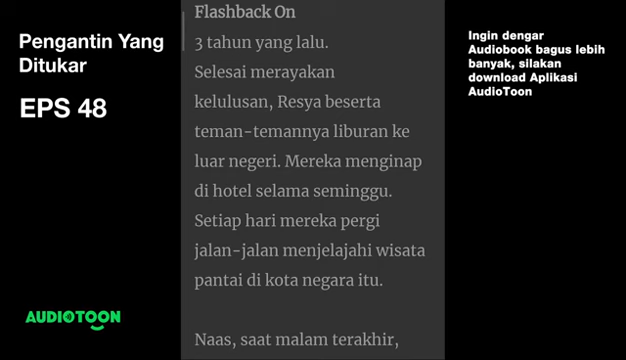 Pengantin Yang
Ditukar
EPS 48
AUDIOTOON
Flashback On
3 tahun yang lalu.
Selesai merayakan
kelulusan, Resya beserta
teman-temannya liburan ke
luar negeri. Mereka menginap
di hotel selama seminggu.
Setiap hari mereka pergi
jalan-jalan menjelajahi wisata
pantai di kota negara itu.
Naas, saat malam terakhir,
Ingin dengar
Audiobook bagus lebih
banyak, silakan
download Aplikasi
AudioToon